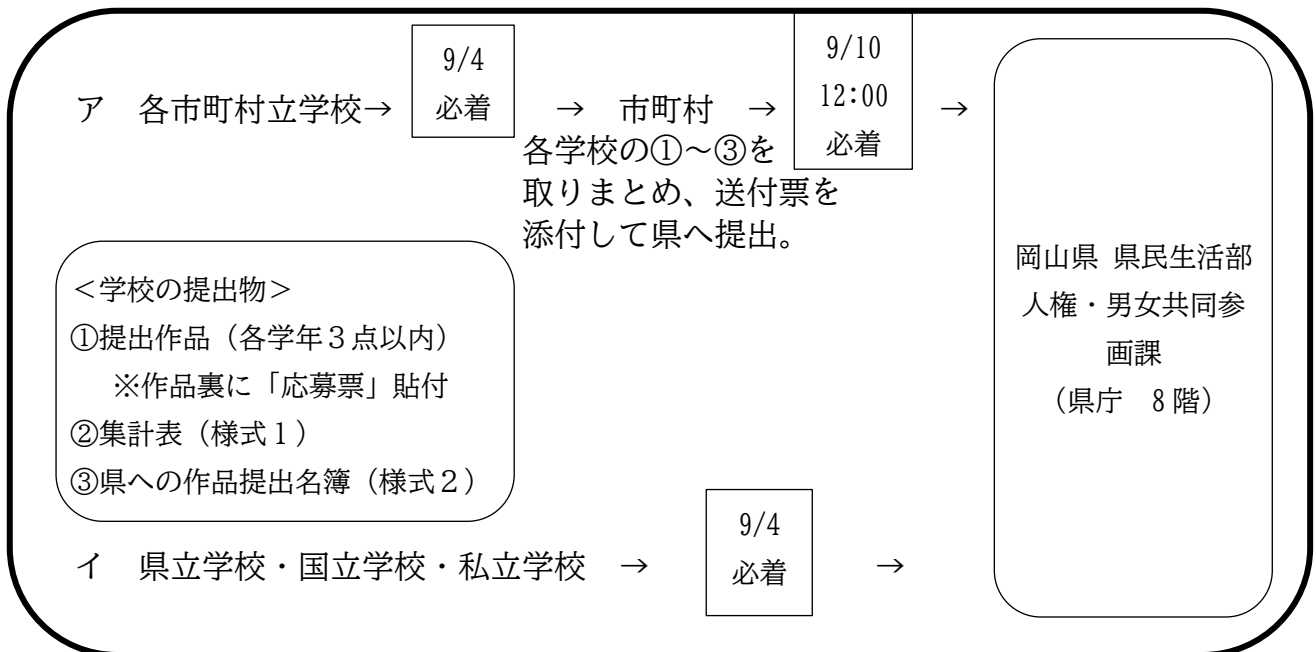 ア　各市町村立学校→
9/4
必着
→　市町村　→
9/10
12:00
必着
→
各学校の①～③を
取りまとめ、送付票を
添付して県へ提出。
＜学校の提出物＞
①提出作品（各学年３点以内）
※作品裏に「応募票」貼付
②集計表（様式１）
③県への作品提出名簿（様式２）
イ　県立学校・国立学校・私立学校　→
9/4
必着
→
岡山県 県民生活部
人権・男女共同参
画課
（県庁　8階）